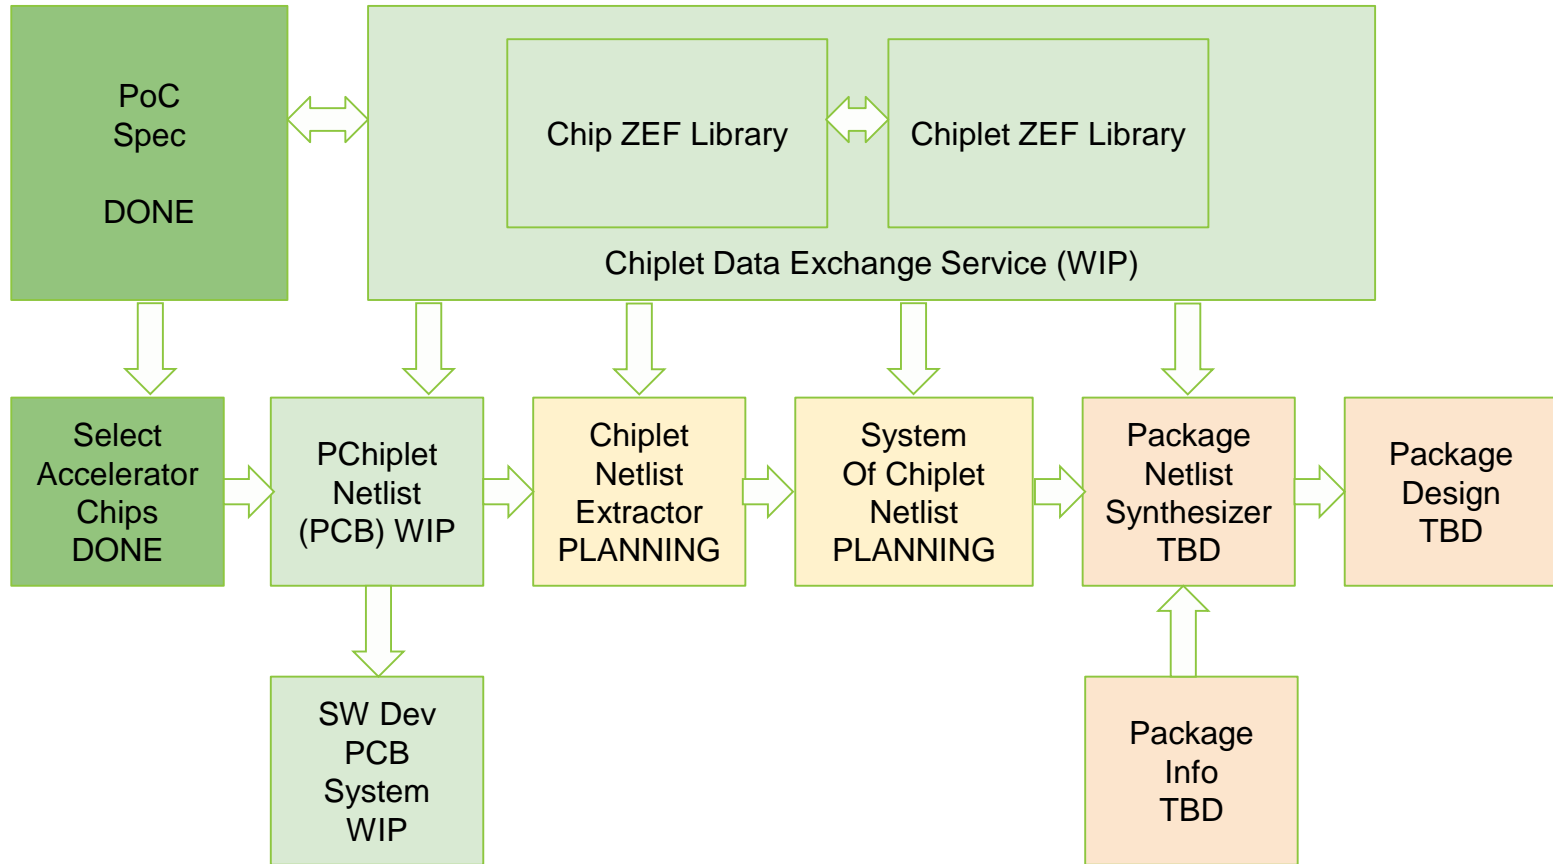 PoC
Spec
DONE
Chip ZEF Library
Chiplet ZEF Library
Chiplet Data Exchange Service (WIP)
Select
Accelerator
Chips
DONE
PChiplet
Netlist
(PCB) WIP
Chiplet
Netlist
Extractor
PLANNING
System
Of Chiplet
Netlist
PLANNING
Package
Netlist
Synthesizer
TBD
Package
Design
TBD
SW Dev
PCB
System
WIP
Package
Info
TBD